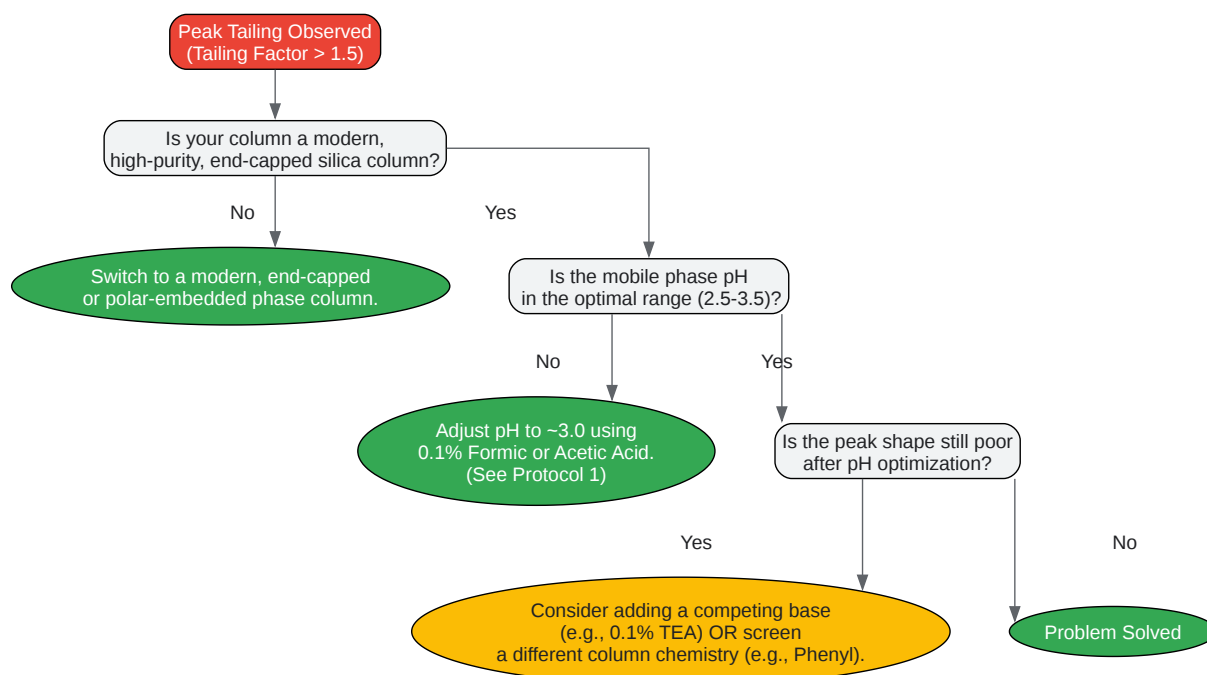 Peak Tailing Observed
(Tailing Factor > 1.5)
Is your column a modern,
high-purity, end-capped silica column?
No
Yes
Switch to a modern, end-capped
or polar-embedded phase column.
Is the mobile phase pH
in the optimal range (2.5-3.5)?
No
Yes
Adjust pH to ~3.0 using
0.1% Formic or Acetic Acid.
(See Protocol 1)
Is the peak shape still poor
after pH optimization?
Yes
No
Consider adding a competing base
(e.g., 0.1% TEA) OR screen
a different column chemistry (e.g., Phenyl).
Problem Solved